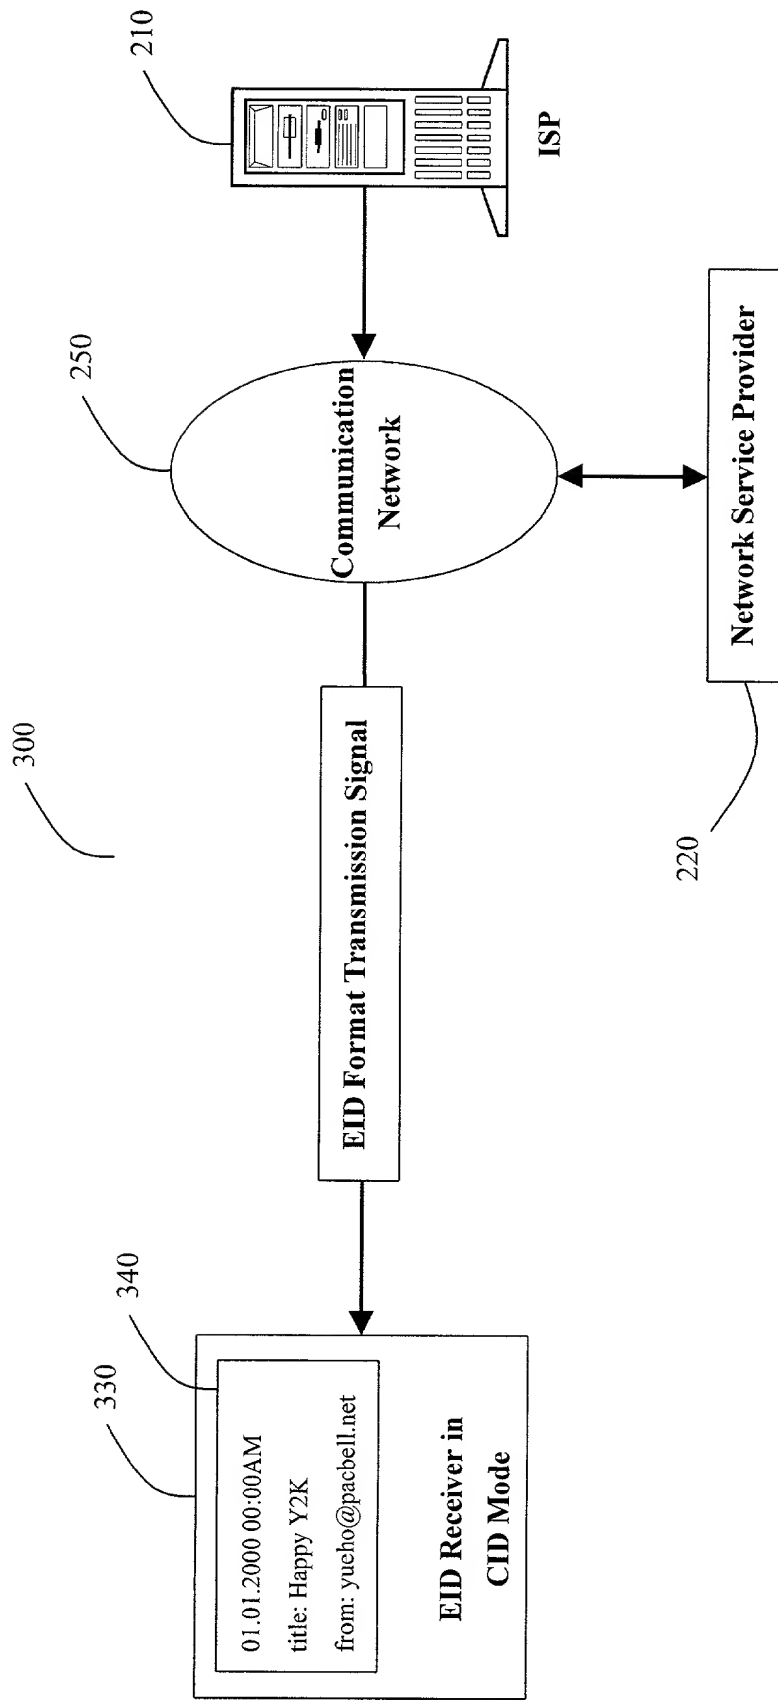 300
330
340
01.01.2000 00:00AM
title: Happy Y2K
from: yueho@pacbell.net
EID Receiver in
CID Mode
EID Format Transmission Signal
250
Communication
Network
210
ISP
220
Network Service Provider